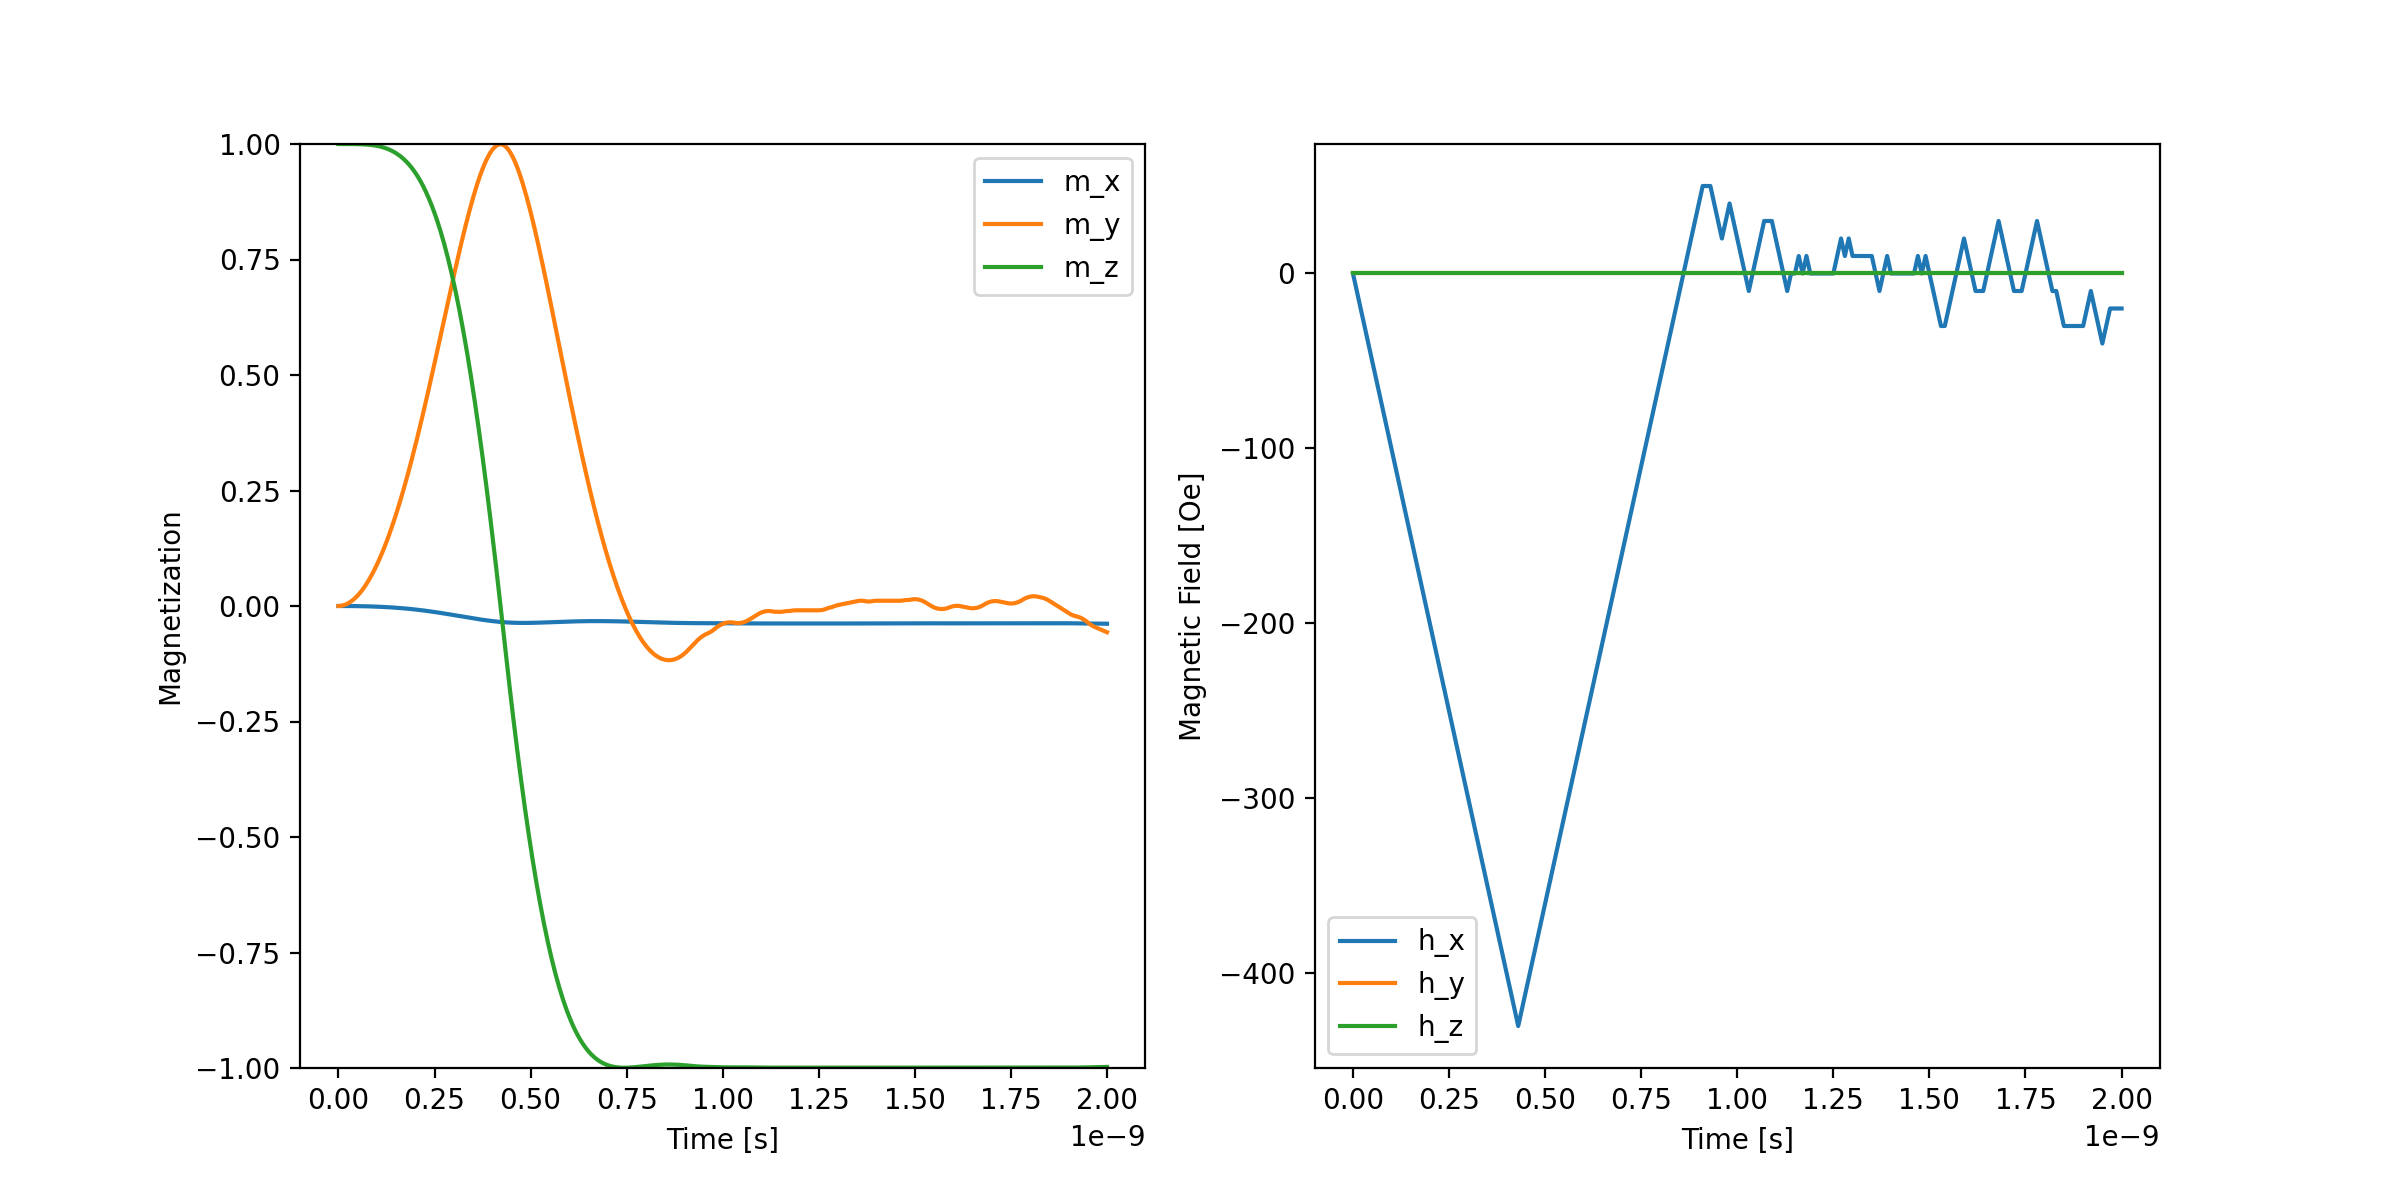 Magnetization
1.00
0.75
0.50
0.25
0.00
−0.25
−0.50
−0.75
−1.00
m_x
m_y
m_z
0.00 0.25 0.50 0.75 1.00 1.25 1.50 1.75 2.00
Time [s]
1e−9
Magnetic Field [Oe]
0
−100
−200
−300
−400
h_x
h_y
h_z
0.00 0.25 0.50 0.75 1.00 1.25 1.50 1.75 2.00
Time [s]
1e−9